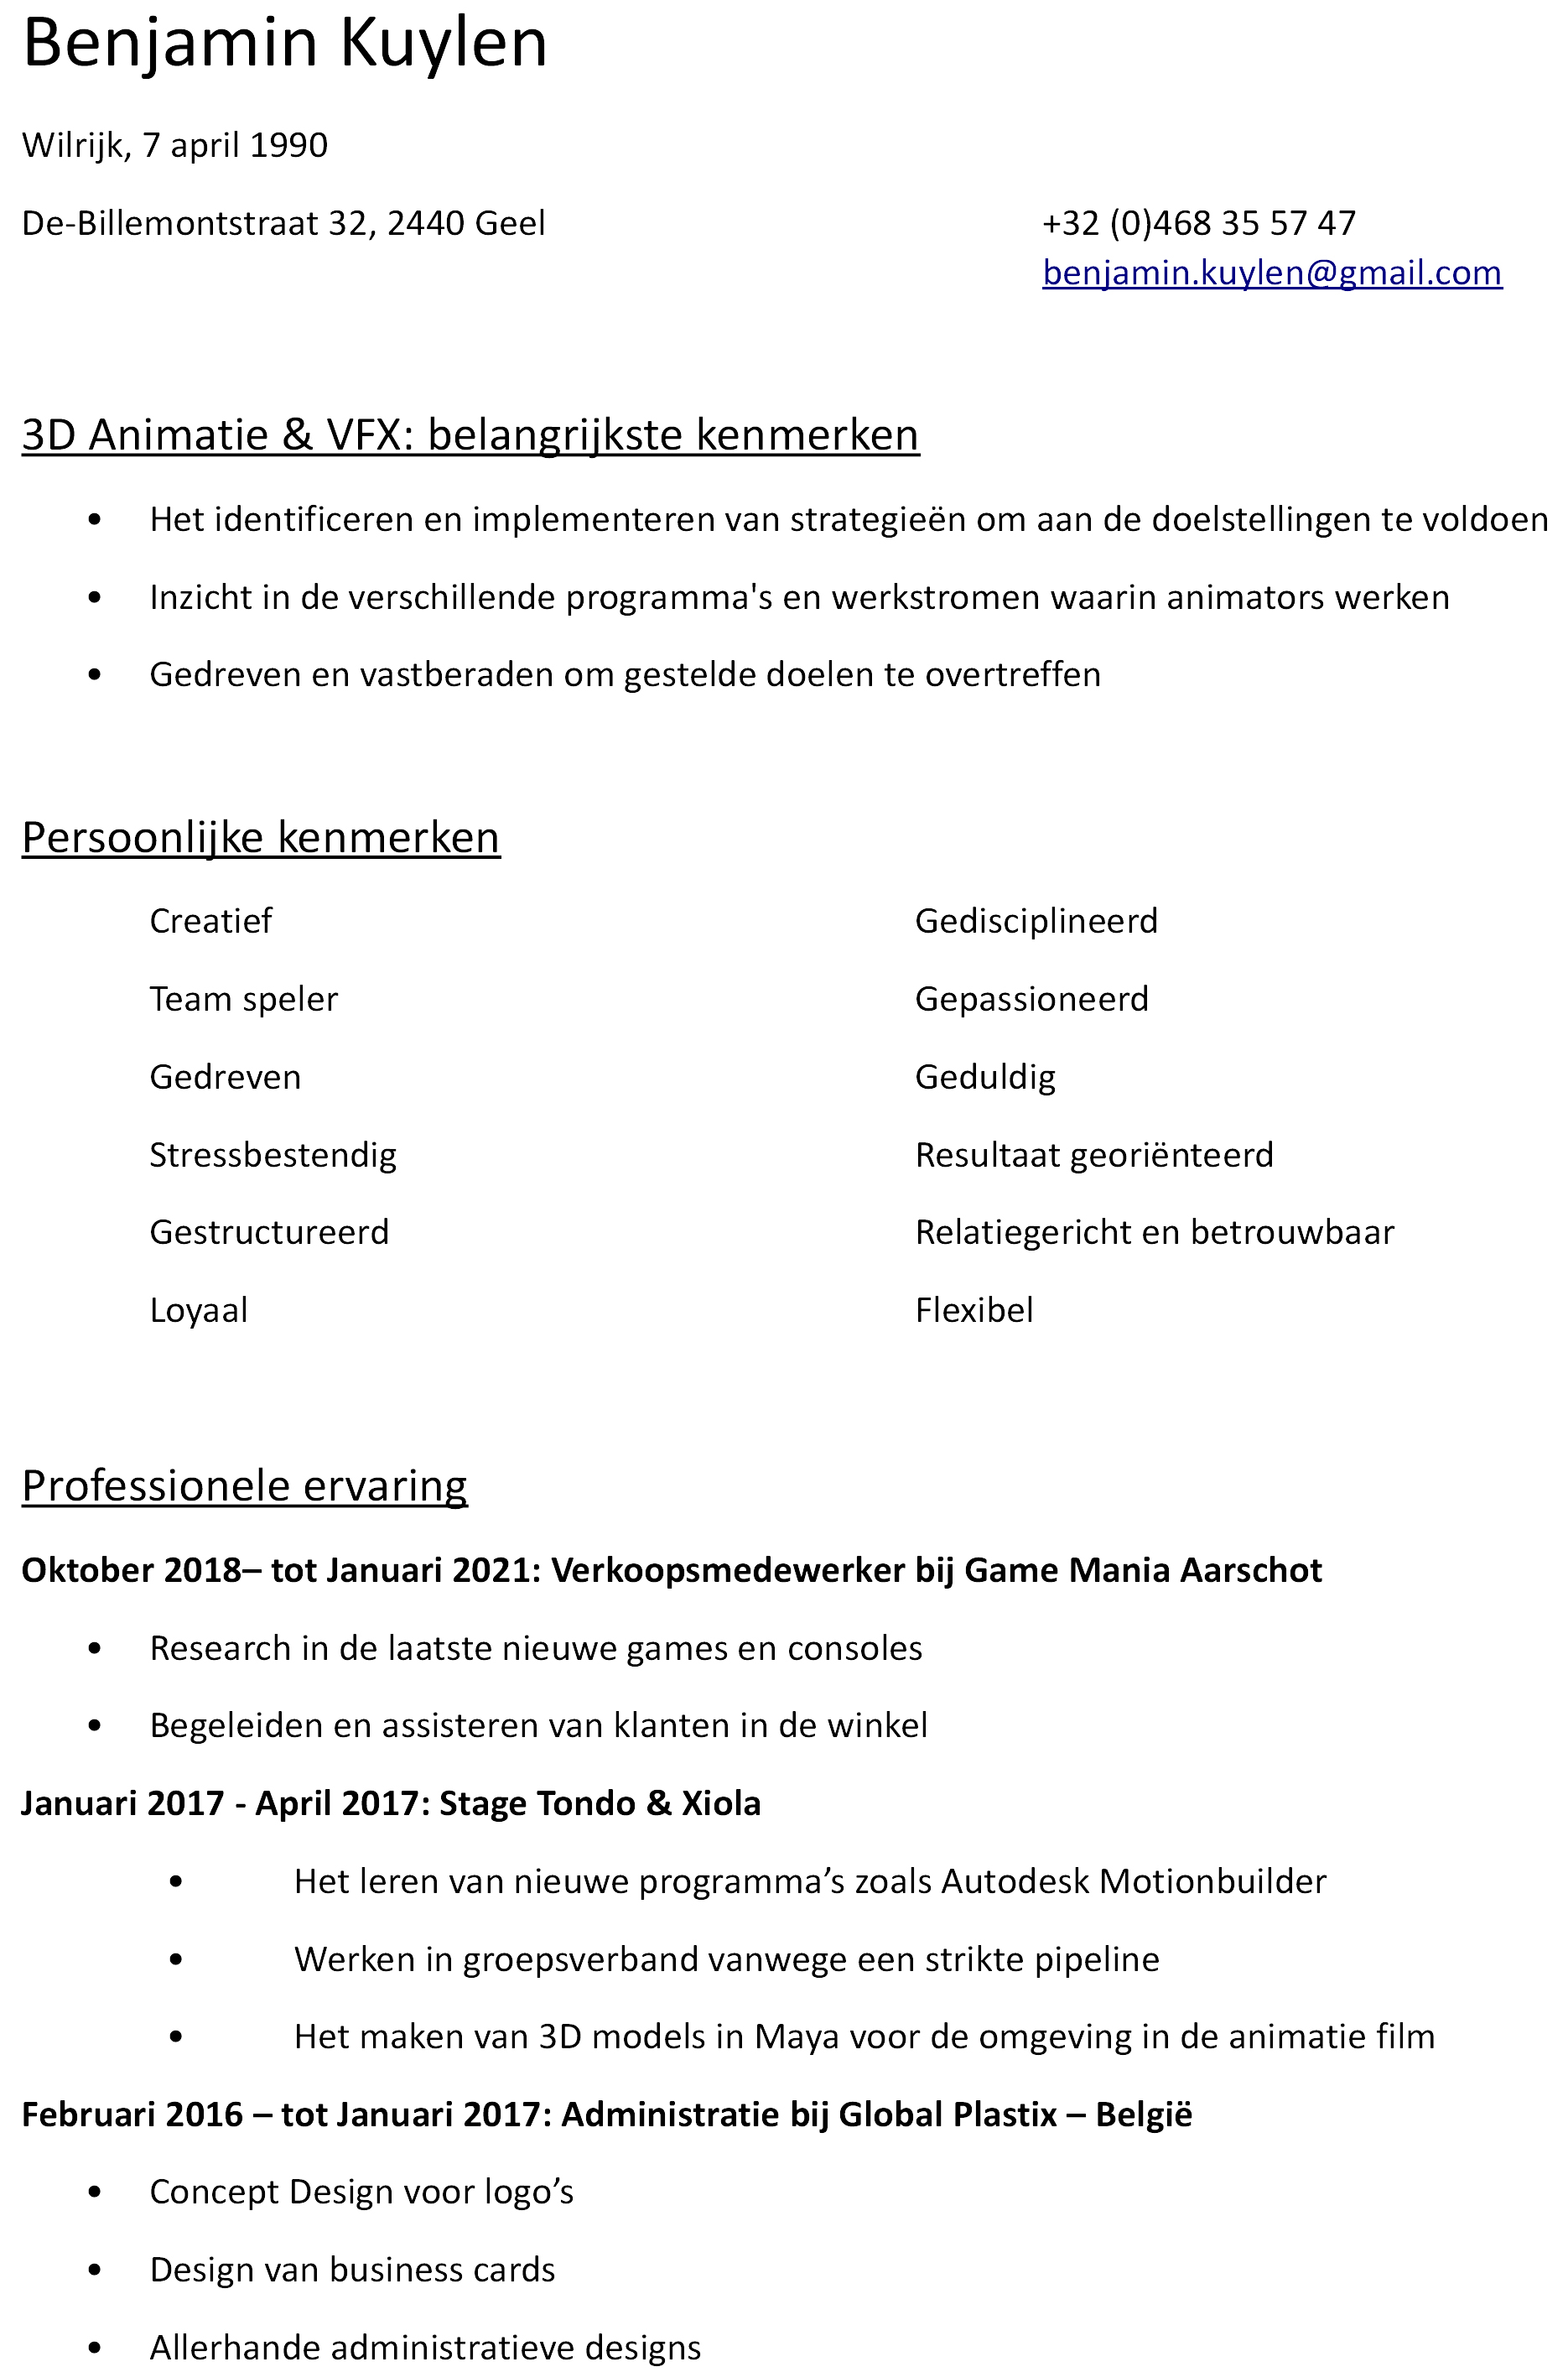 Benjamin Kuylen
Wilrijk, 7 april 1990
De-Billemontstraat 32, 2440 Geel +32 (0)468 35 57 47
benjamin.kuylen@gmail.com
3D Animatie & VFX: belangrijkste kenmerken
• Het identificeren en implementeren van strategieën om aan de doelstellingen te voldoen
• Inzicht in de verschillende programma's en werkstromen waarin animators werken
• Gedreven en vastberaden om gestelde doelen te overtreffen
Persoonlijke kenmerken
Creatief Gedisciplineerd
Team speler Gepassioneerd
Gedreven Geduldig
Stressbestendig Resultaat georiënteerd
Gestructureerd Relatiegericht en betrouwbaar
Loyaal Flexibel
Professionele ervaring
Oktober 2018– tot Januari 2021: Verkoopsmedewerker bij Game Mania Aarschot
• Research in de laatste nieuwe games en consoles
• Begeleiden en assisteren van klanten in de winkel
Januari 2017 - April 2017: Stage Tondo & Xiola
• Het leren van nieuwe programma’s zoals Autodesk Motionbuilder
• Werken in groepsverband vanwege een strikte pipeline
• Het maken van 3D models in Maya voor de omgeving in de animatie film
Februari 2016 – tot Januari 2017: Administratie bij Global Plastix – België
• Concept Design voor logo’s
• Design van business cards
• Allerhande administratieve designs